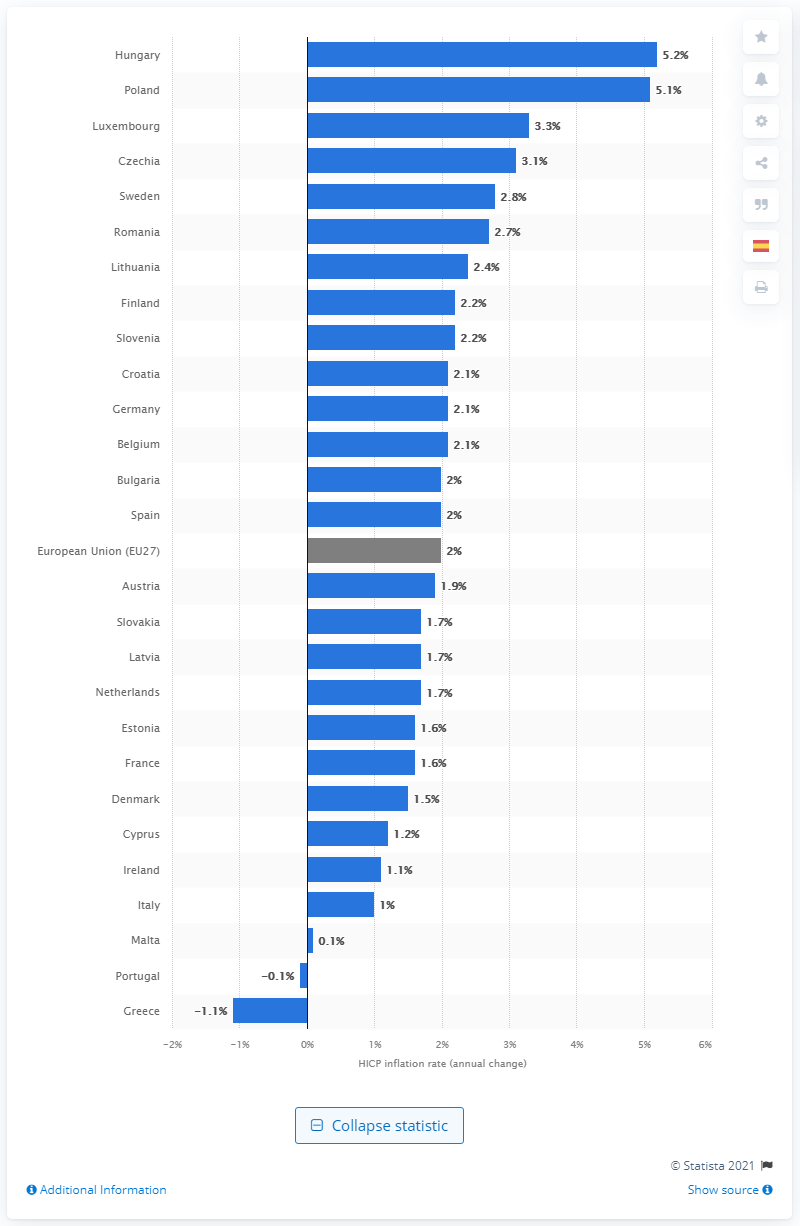 Hungary 5.2%
Poland 5.1%
Luxembourg 3.3%
Czechia 3.1%
Sweden 2.8%
Romania 2.7%
Lithuania 2.4%
Finland 2.2%
Slovenia 2.2%
Croatia 2.1%
Germany 2.1%
Belgium 2.1%
Bulgaria 2%
Spain 2%
European Union (EU27) 2%
Austria 1.9%
Slovakia 1.7%
Latvia 1.7%
Netherlands 1.7%
Estonia 1.6%
France 1.6%
Denmark 1.5%
Cyprus 1.2%
Ireland 1.1%
Italy 1%
Malta 0.1%
Portugal −0.1%
Greece −1.1%
−2% −1% 0% 1% 2% 3% 4% 5% 6%
HICP inflation rate (annual change)
Collapse statistic
© Statista 2021
Additional Information Show source